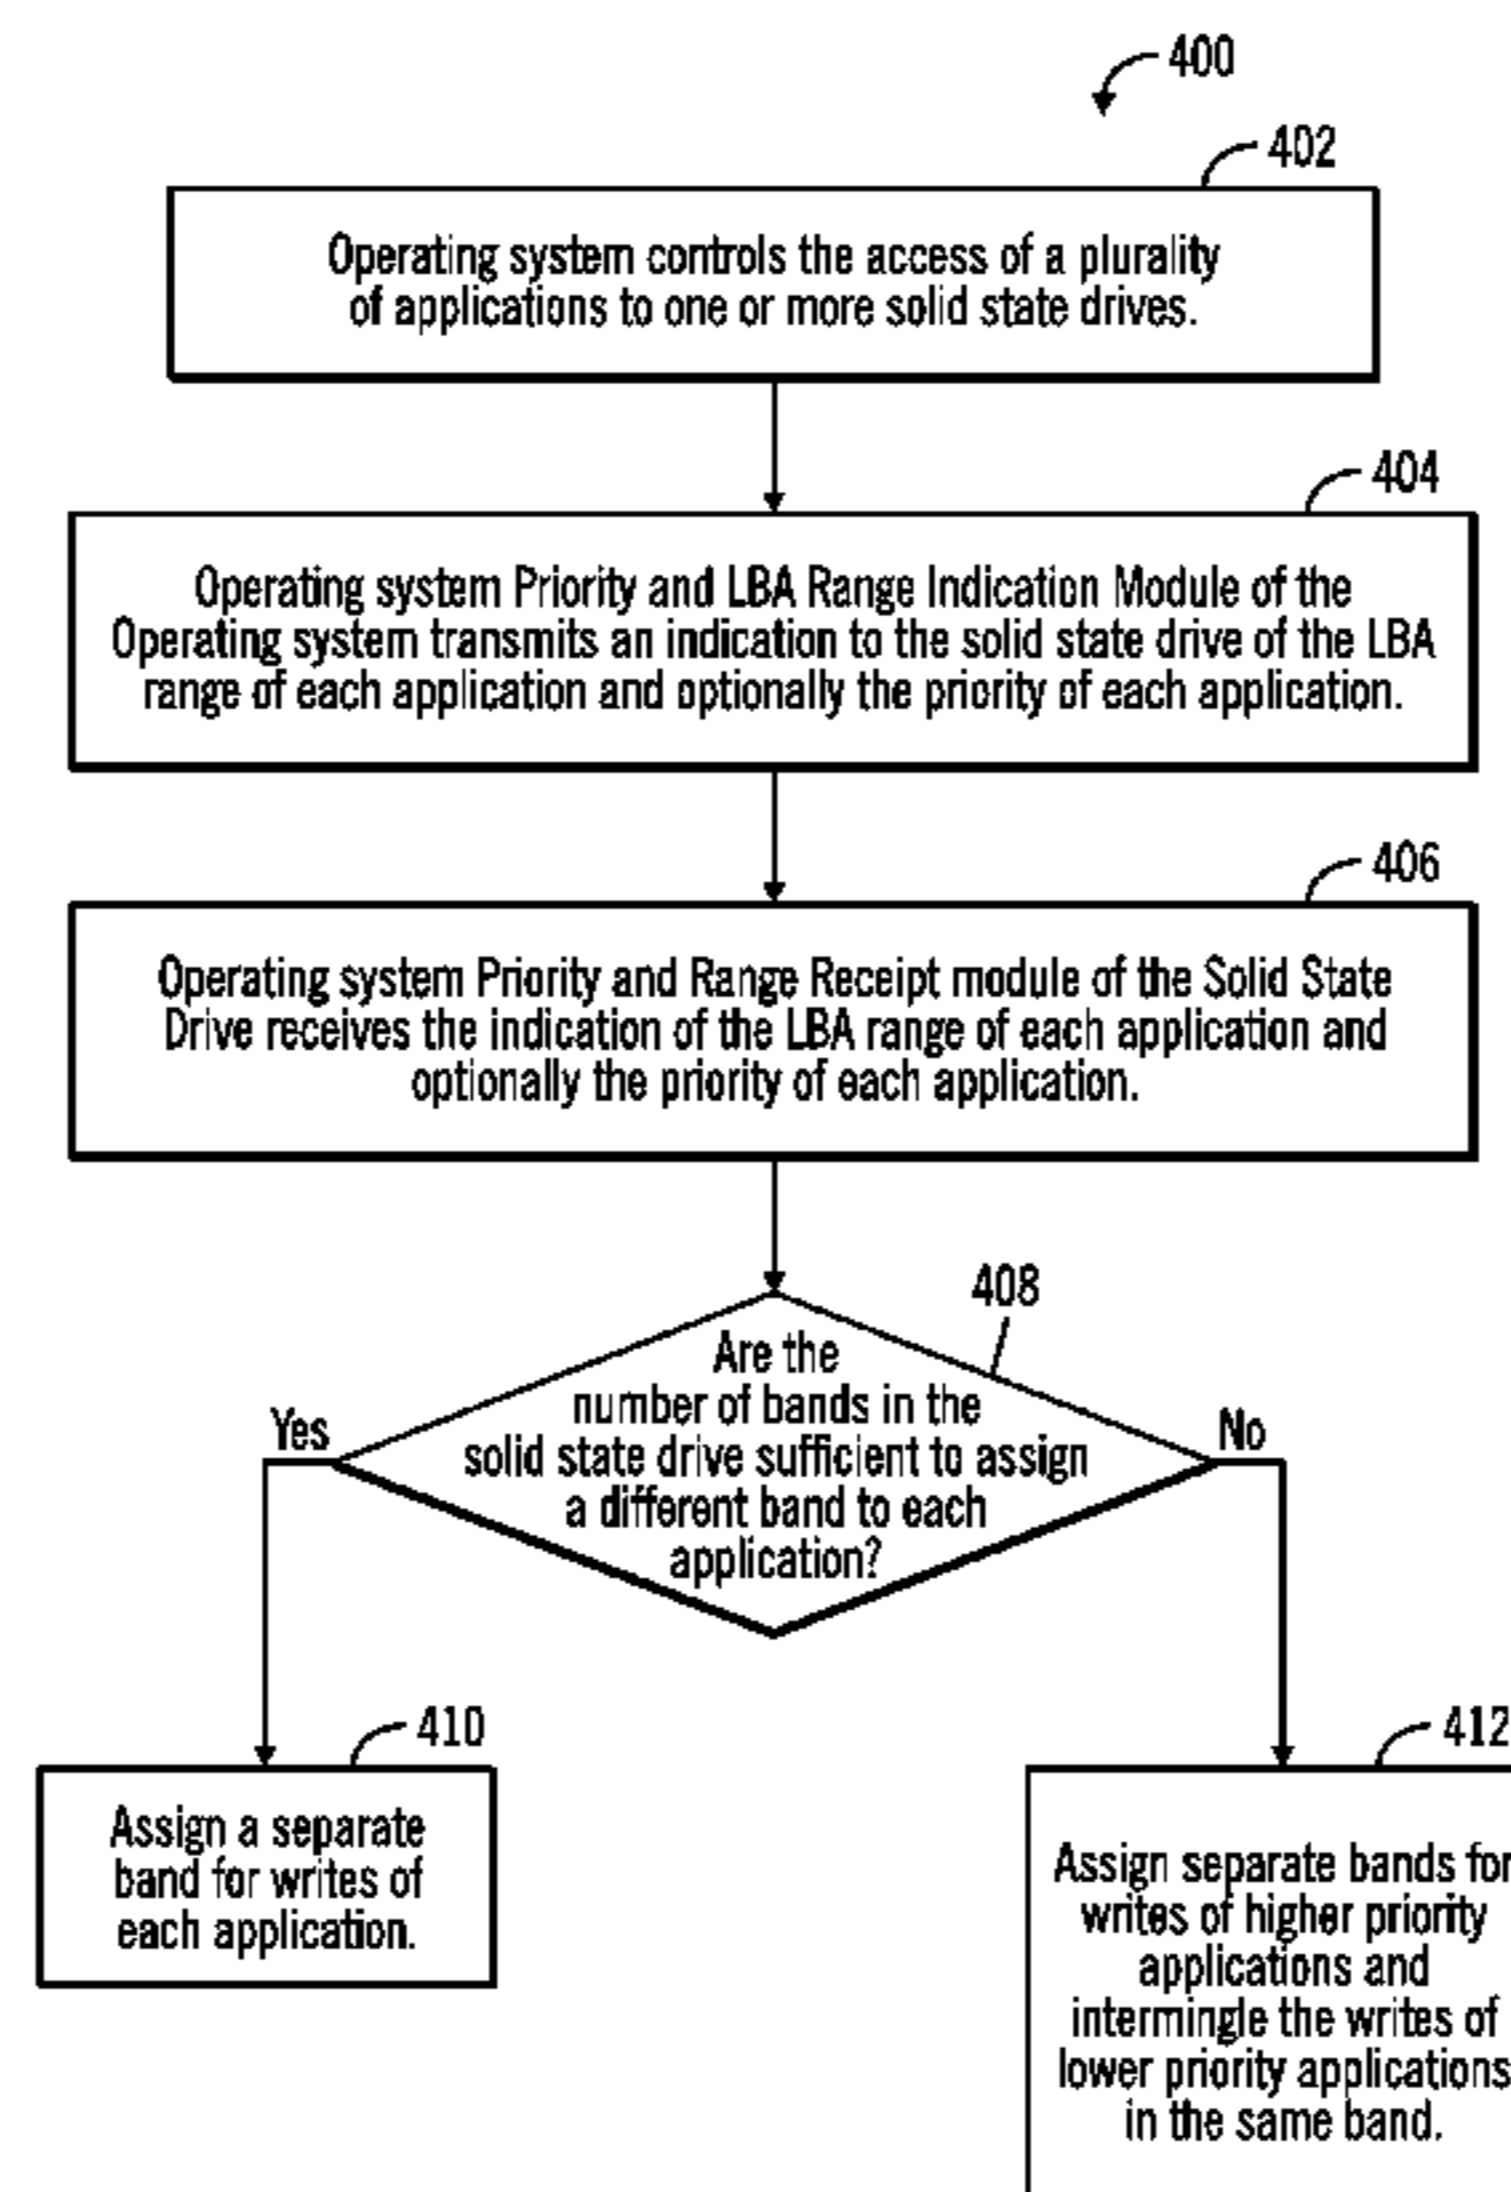 400
402
Operating system controls the access of a plurality
of applications to one or more solid state drives.
404
Operating system Priority and LBA Range Indication Module of the
Operating system transmits an indication to the solid state drive of the LBA
range of each application and optionally the priority of each application.
406
Operating system Priority and Range Receipt module of the Solid State
Drive receives the indication of the LBA range of each application and
optionally the priority of each application.
408
Are the
number of bands in the
solid state drive sufficient to assign
a different band to each
application?
Yes
No
410
Assign a separate
band for writes of
each application.
412
Assign separate bands for
writes of higher priority
applications and
intermingle the writes of
lower priority applications
in the same band.